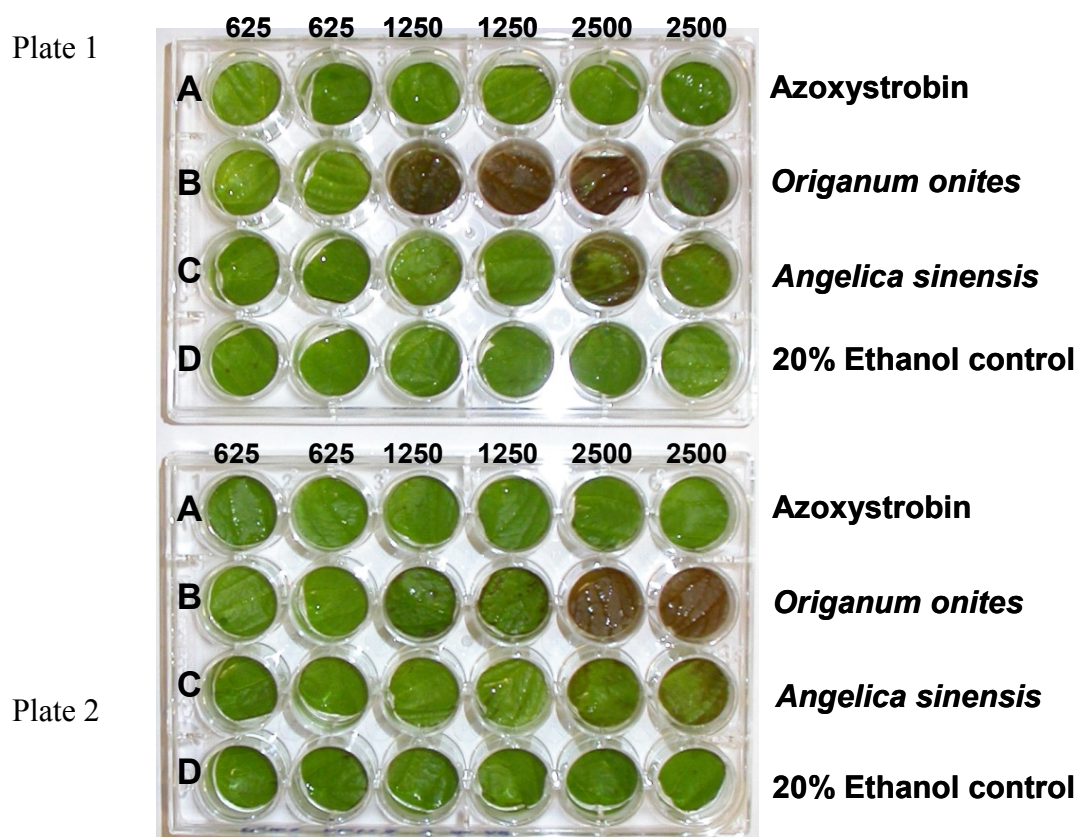 Plate 1
625 625 1250 1250 2500 2500
A Azoxystrobin
B Origanum onites
C Angelica sinensis
D 20% Ethanol control
625 625 1250 1250 2500 2500
A Azoxystrobin
B Origanum onites
C Angelica sinensis
Plate 2
D 20% Ethanol control